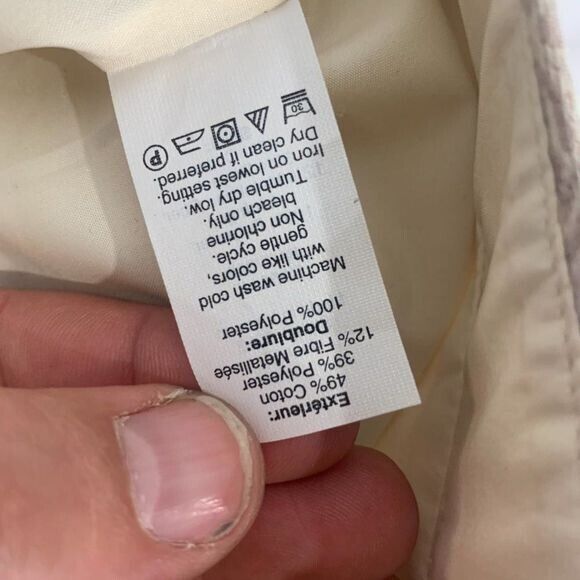 Extérieur:
49% Coton
39% Polyester
12% Fibre Metallisée
Doublure:
100% Polyester
Machine wash cold
with like colors,
gentle cycle.
Non chlorine
bleach only.
Tumble dry low.
Iron on lowest setting.
Dry clean if preferred.
30 P